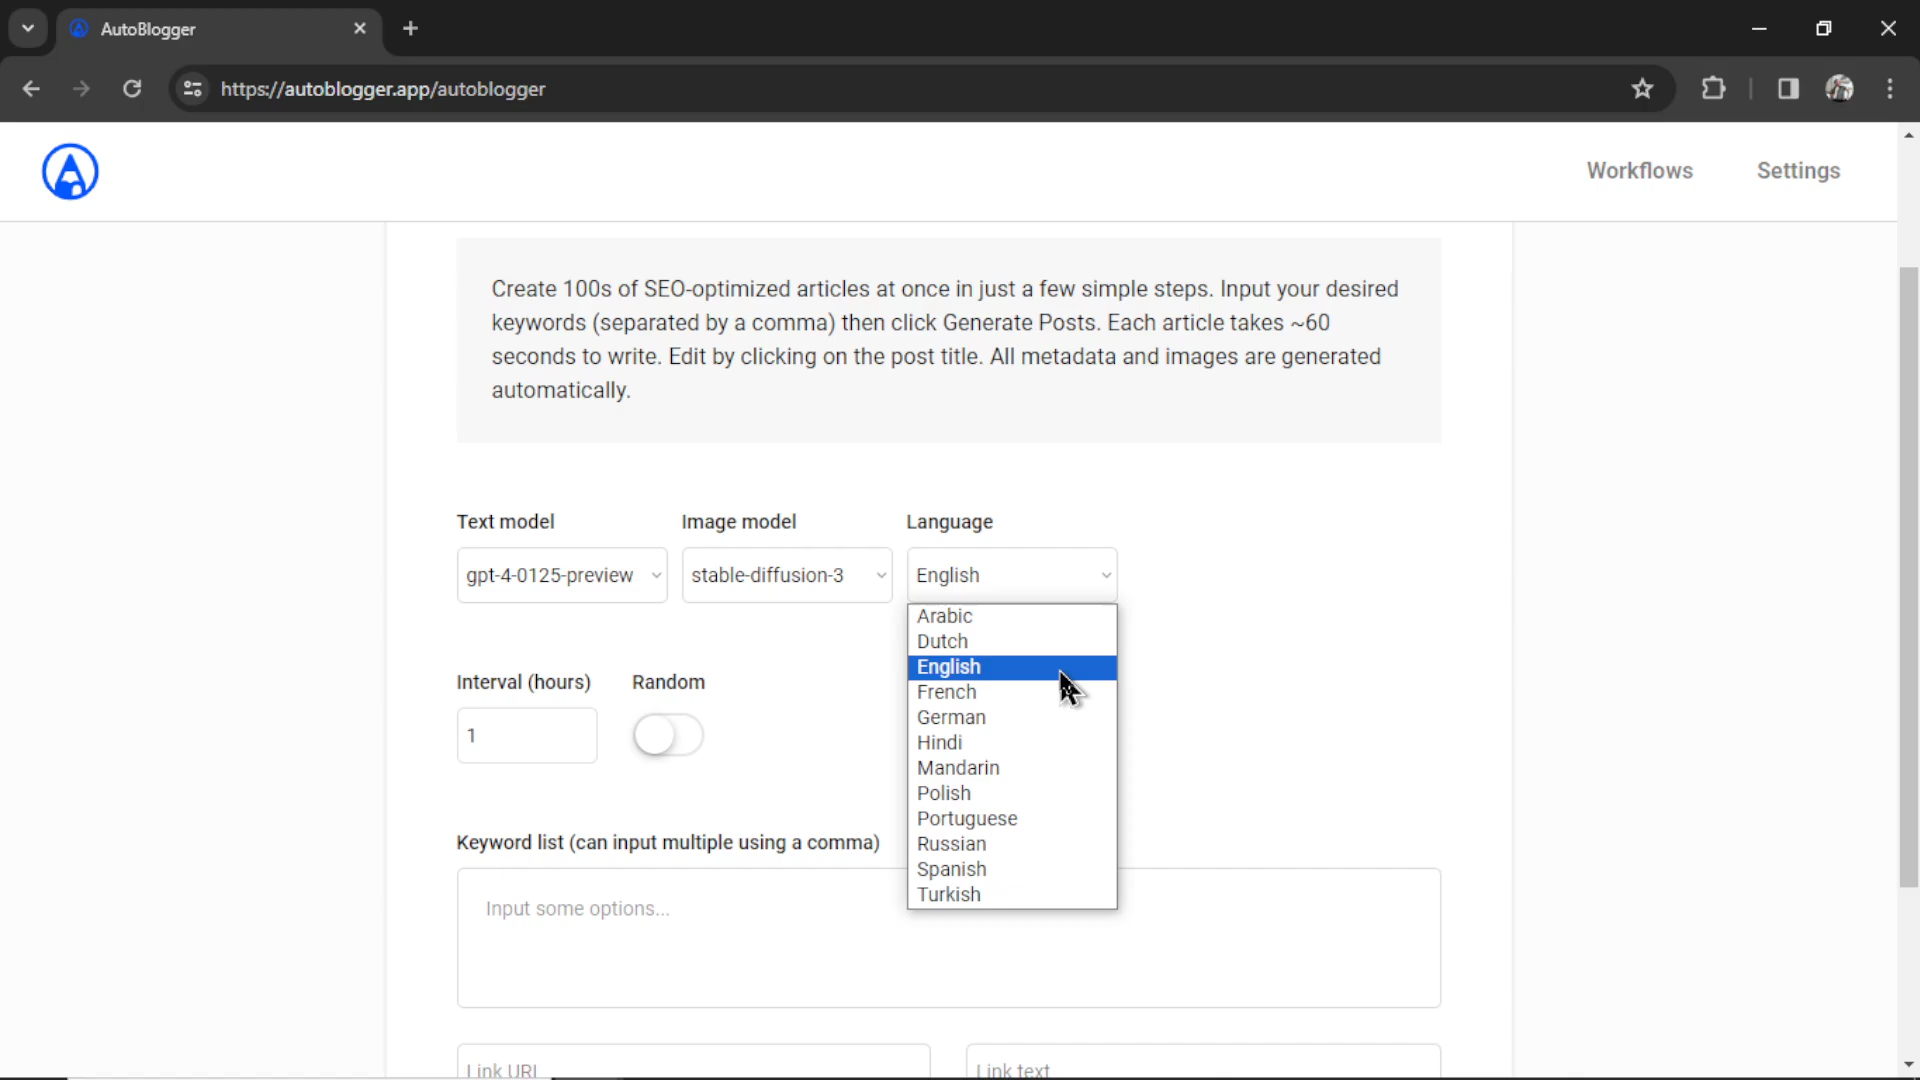 AutoBlogger
https://autoblogger.app/autoblogger
Workflows
Settings
Create 100s of SEO-optimized articles at once in just a few simple steps. Input your desired
keywords (separated by a comma) then click Generate Posts. Each article takes ~60
seconds to write. Edit by clicking on the post title. All metadata and images are generated
automatically.
Text model
Image model
Language
gpt-4-0125-preview
stable-diffusion-3
English
Arabic
Dutch
English
French
German
Hindi
Mandarin
Polish
Portuguese
Russian
Spanish
Turkish
Interval (hours)
Random
1
Keyword list (can input multiple using a comma)
Input some options...
Link URL
Link text